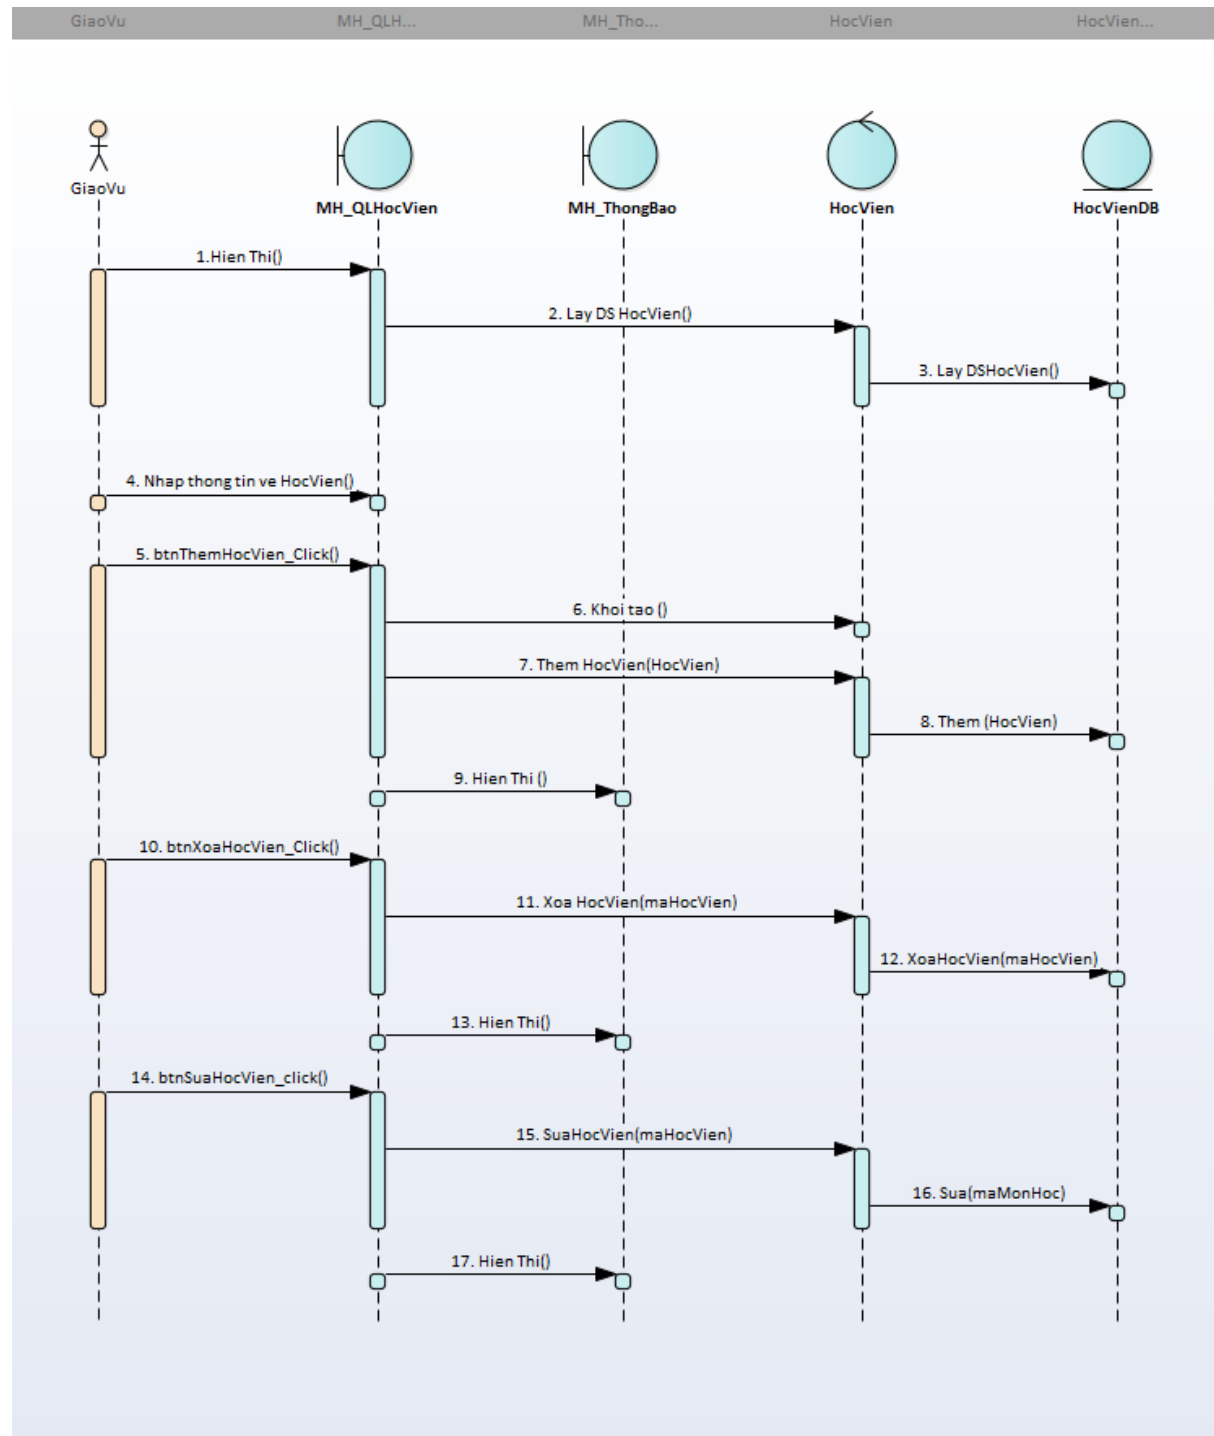 GiaoVu
MH_QLH...
MH_Tho...
HocVien
HocVien...
GiaoVu
MH_QLHocVien
MH_ThongBao
HocVien
HocVienDB
1.Hien Thi()
2. Lay DS HocVien()
3. Lay DSHocVien()
4. Nhap thong tin ve HocVien()
5. btnThemHocVien_Click()
6. Khoi tao ()
7. Them HocVien(HocVien)
8. Them (HocVien)
9. Hien Thi ()
10. btnXoaHocVien_Click()
11. Xoa HocVien(maHocVien)
12. XoaHocVien(maHocVien)
13. Hien Thi()
14. btnSuaHocVien_click()
15. SuaHocVien(maHocVien)
16. Sua(maMonHoc)
17. Hien Thi()